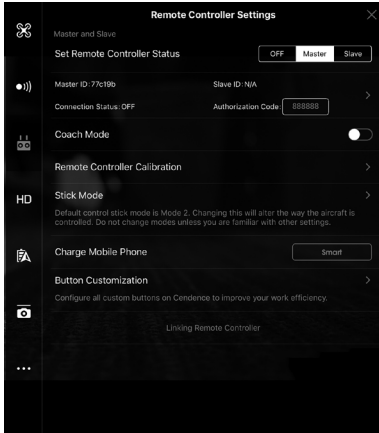 Remote Controller Settings
Master and Slave
Set Remote Controller Status OFF Master Slave
Master ID: 77c19b Slave ID: N/A
Connection Status: OFF Authorization Code: 888888
Coach Mode
Remote Controller Calibration
HD
Stick Mode
Default control stick mode is Mode 2. Changing this will alter the way the aircraft is
controlled. Do not change modes unless you are familiar with other settings.
Charge Mobile Phone Smart
Button Customization
Configure all custom buttons on Cendence to improve your work efficiency.
Linking Remote Controller